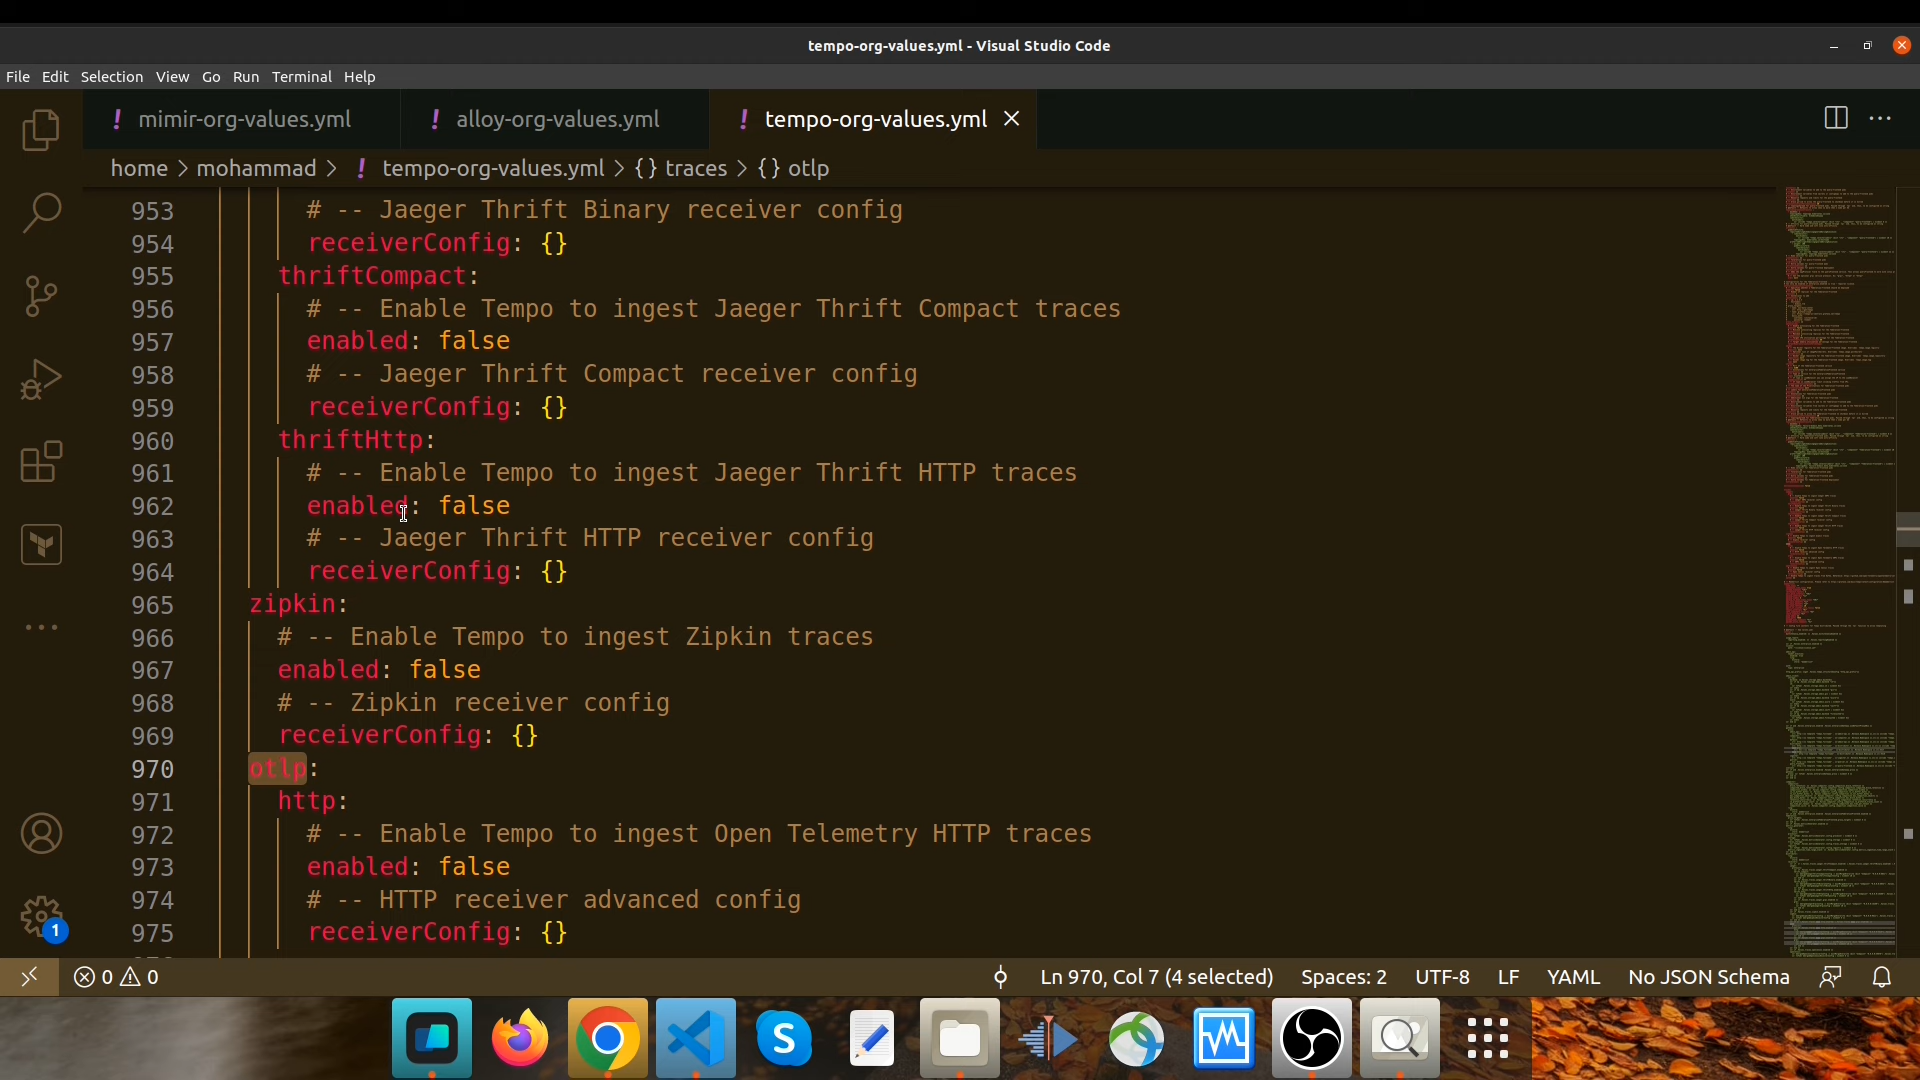 tempo-org-values.yml - Visual Studio Code
File Edit Selection View Go Run Terminal Help
! mimir-org-values.yml ! alloy-org-values.yml ! tempo-org-values.yml
home > mohammad > ! tempo-org-values.yml > {} traces > {} otlp
953 # -- Jaeger Thrift Binary receiver config
954 receiverConfig: {}
955 thriftCompact:
956 # -- Enable Tempo to ingest Jaeger Thrift Compact traces
957 enabled: false
958 # -- Jaeger Thrift Compact receiver config
959 receiverConfig: {}
960 thriftHttp:
961 # -- Enable Tempo to ingest Jaeger Thrift HTTP traces
962 enabled: false
963 # -- Jaeger Thrift HTTP receiver config
964 receiverConfig: {}
965 zipkin:
966 # -- Enable Tempo to ingest Zipkin traces
967 enabled: false
968 # -- Zipkin receiver config
969 receiverConfig: {}
970 otlp:
971 http:
972 # -- Enable Tempo to ingest Open Telemetry HTTP traces
973 enabled: false
974 # -- HTTP receiver advanced config
975 receiverConfig: {}
1
0 0 Ln 970, Col 7 (4 selected) Spaces: 2 UTF-8 LF YAML No JSON Schema